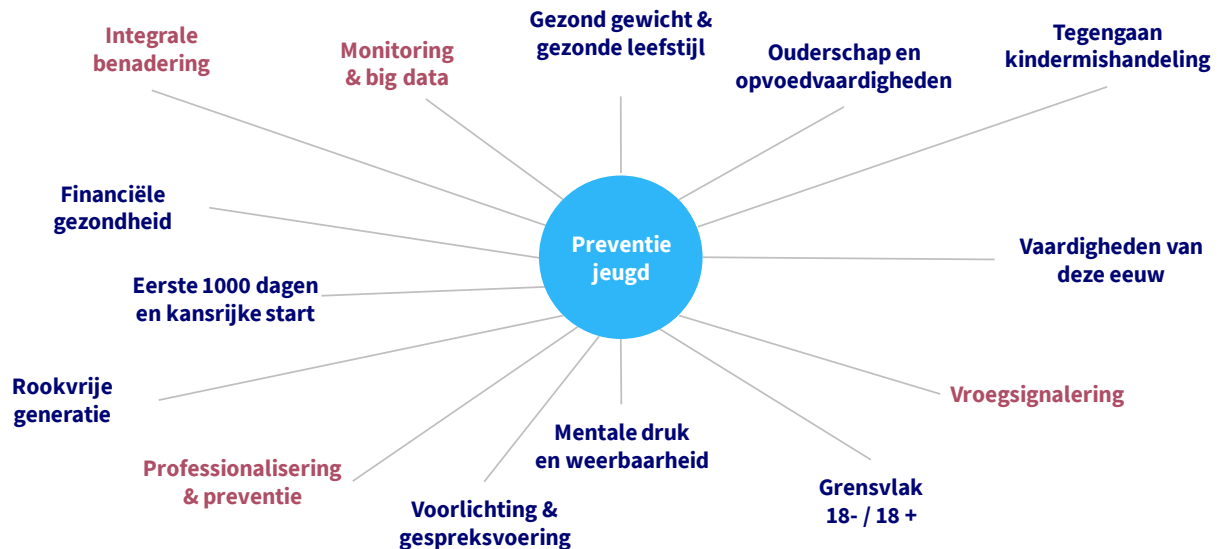 Integrale
benadering
Monitoring
& big data
Gezond gewicht &
gezonde leefstijl
Ouderschap en
opvoedvaardigheden
Tegengaan
kindermishandeling
Financiële
gezondheid
Preventie
jeugd
Vaardigheden van
deze eeuw
Eerste 1000 dagen
en kansrijke start
Rookvrije
generatie
Vroegsignalering
Professionalisering
& preventie
Mentale druk
en weerbaarheid
Voorlichting &
gespreksvoering
Grensvlak
18- / 18 +